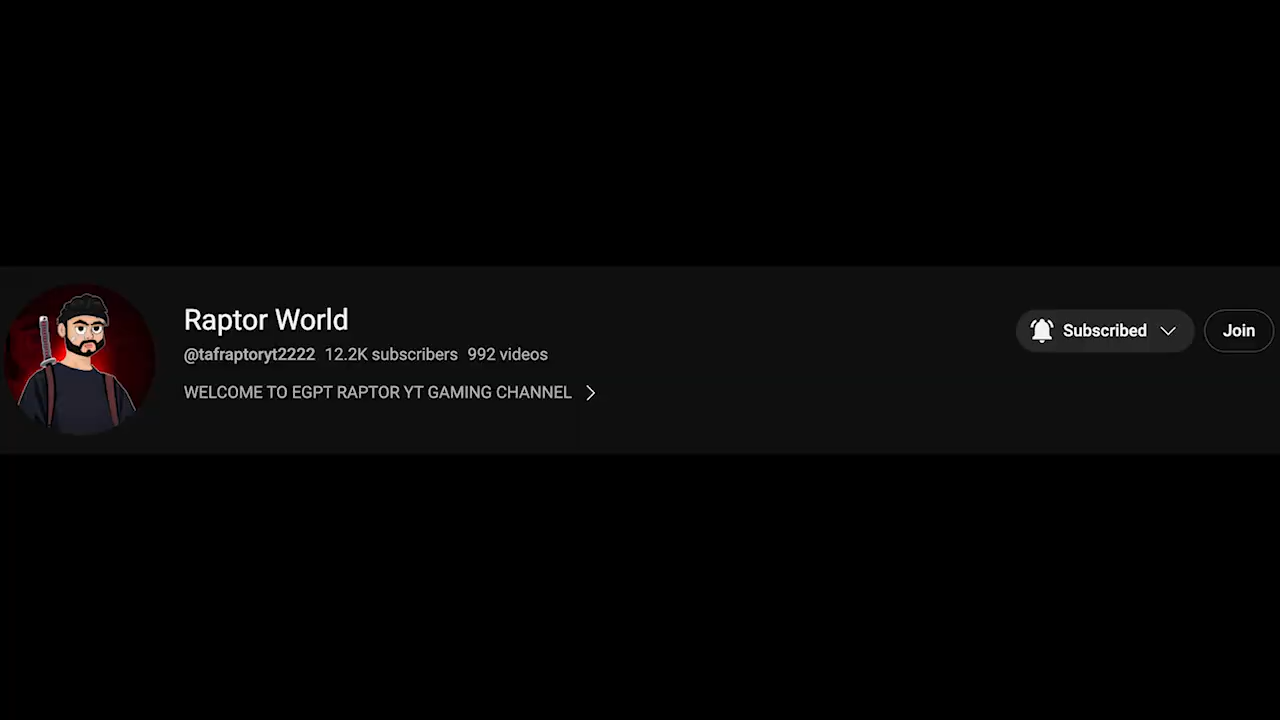 Raptor World
@tafraptoryt2222 12.2K subscribers 992 videos
WELCOME TO EGPT RAPTOR YT GAMING CHANNEL
Subscribed
Join